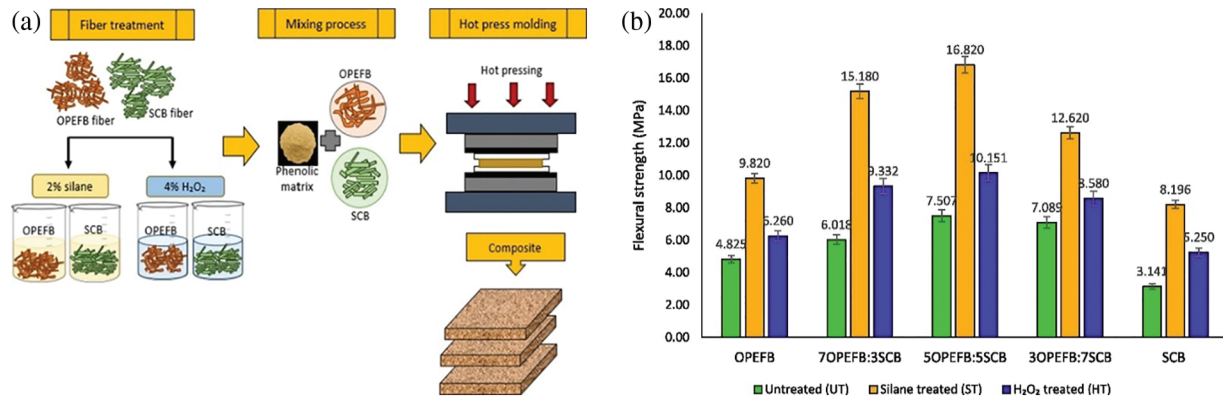 (a)
Fiber treatment
OPEFB fiber
SCB fiber
2% silane
4% H₂O₂
OPEFB
SCB
OPEFB
SCB
Mixing process
OPEFB
Phenolic
matrix
SCB
Hot press molding
Hot pressing
Composite
(b)
Flexural strength (MPa)
18.00
16.00
14.00
12.00
10.00
8.00
6.00
4.00
2.00
0.00
4.825
9.820
6.260
6.018
15.180
9.332
7.507
16.820
10.151
7.089
12.620
8.580
3.141
8.196
5.250
OPEFB
7OPEFB:3SCB
5OPEFB:5SCB
3OPEFB:7SCB
SCB
Untreated (UT)
Silane treated (ST)
H₂O₂ treated (HT)